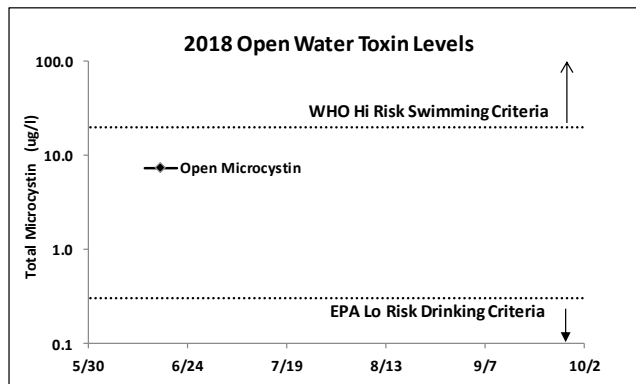 2018 Open Water Toxin Levels
Total Microcystin (ug/l)
100.0
10.0
1.0
0.1
WHO Hi Risk Swimming Criteria
Open Microcystin
EPA Lo Risk Drinking Criteria
5/30 6/24 7/19 8/13 9/7 10/2